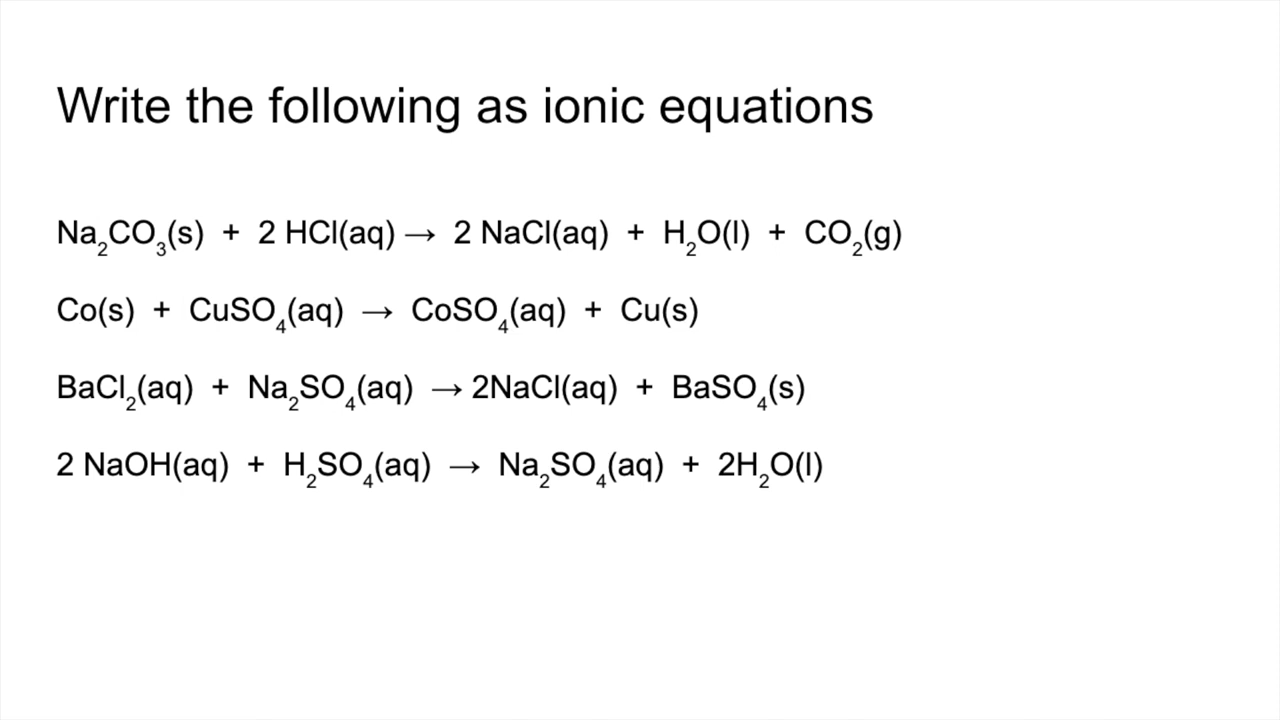 Write the following as ionic equations
Na₂CO₃(s) + 2 HCl(aq) → 2 NaCl(aq) + H₂O(l) + CO₂(g)
Co(s) + CuSO₄(aq) → CoSO₄(aq) + Cu(s)
BaCl₂(aq) + Na₂SO₄(aq) → 2NaCl(aq) + BaSO₄(s)
2 NaOH(aq) + H₂SO₄(aq) → Na₂SO₄(aq) + 2H₂O(l)